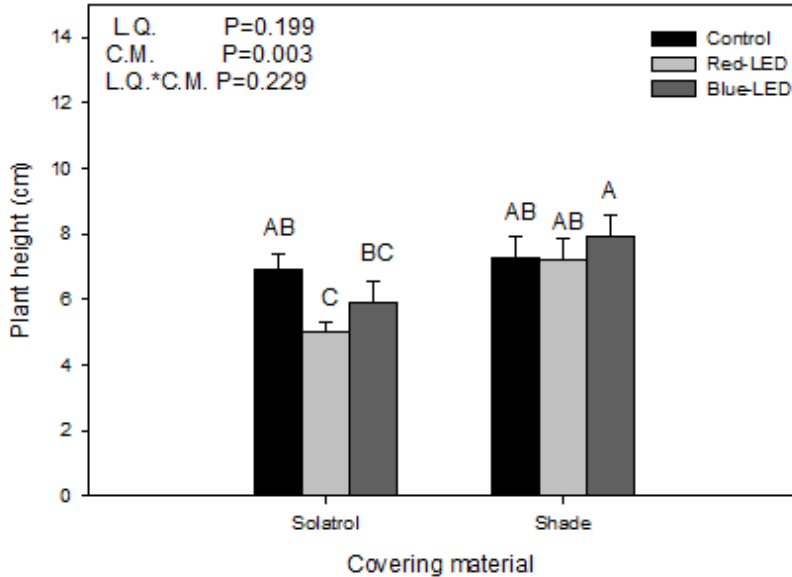 L.Q. P=0.199
C.M. P=0.003
L.Q.*C.M. P=0.229
Control
Red-LED
Blue-LED
14
12
10
8
6
4
2
0
Plant height (cm)
AB
C
BC
AB
AB
A
Solatrol
Shade
Covering material